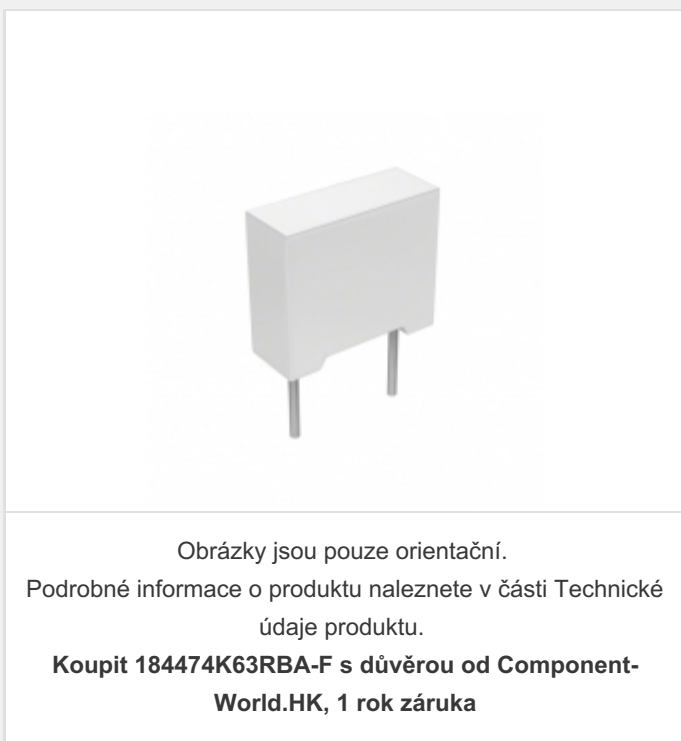 Obrázky jsou pouze orientační.
Podrobné informace o produktu naleznete v části Technické
údaje produktu.
Koupit 184474K63RBA-F s důvěrou od Component-
World.HK, 1 rok záruka